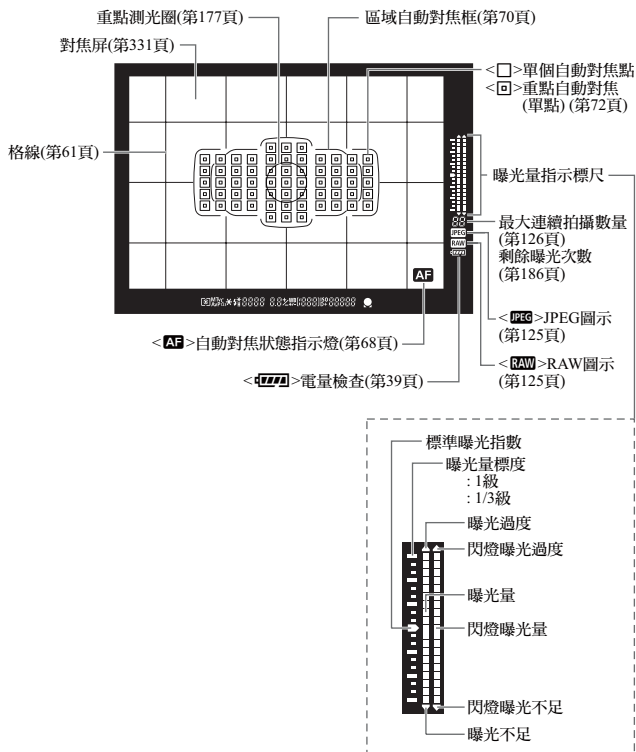 重點測光圈(第177頁)
區域自動對焦框(第70頁)
對焦屏(第331頁)
<□>單個自動對焦點
<回>重點自動對焦
(單點) (第72頁)
格線(第61頁)
曝光量指示標尺
最大連續拍攝數量
(第126頁)
剩餘曝光次數
(第186頁)
JPEG
RAW
AF
<JPEG>JPEG圖示
(第125頁)
<AF>自動對焦狀態指示燈(第68頁)
<RAW>RAW圖示
(第125頁)
< >電量檢查(第39頁)
標準曝光指數
曝光量標度
: 1級
: 1/3級
曝光過度
閃燈曝光過度
曝光量
閃燈曝光量
閃燈曝光不足
曝光不足